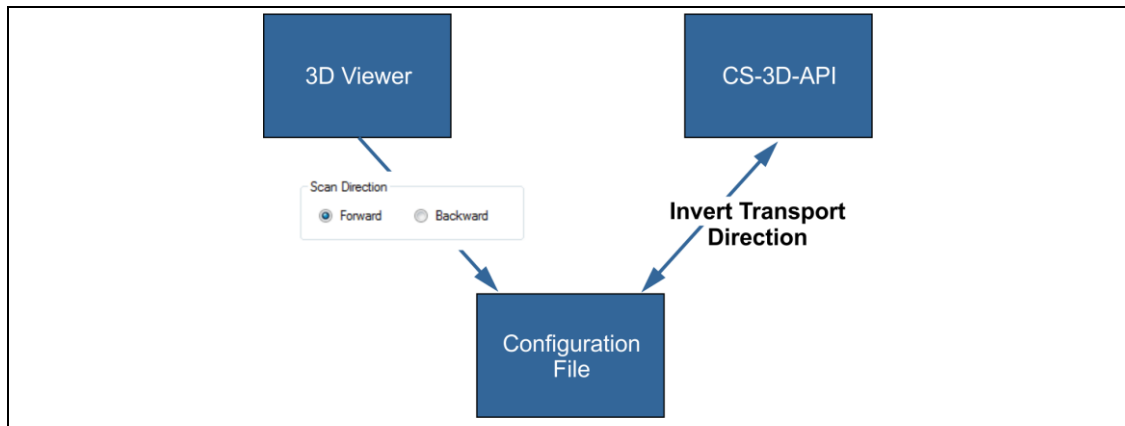 3D Viewer
CS-3D-API
Scan Direction
Forward
Backward
Invert Transport
Direction
Configuration
File